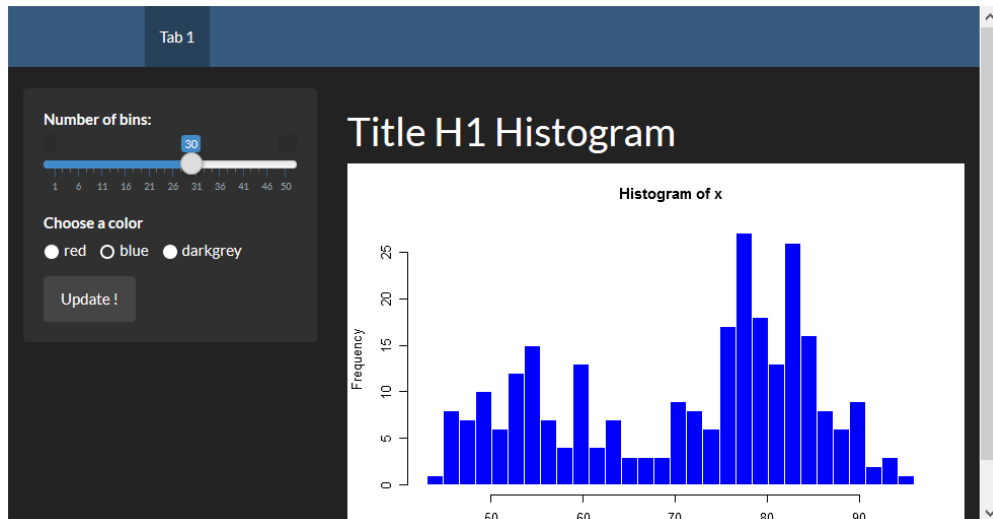 Tab 1
Number of bins:
30
1 6 11 16 21 26 31 36 41 46 50
Choose a color
red blue darkgrey
Update !
Title H1 Histogram
Histogram of x
Frequency
25
20
15
10
5
0
60 70 80 90